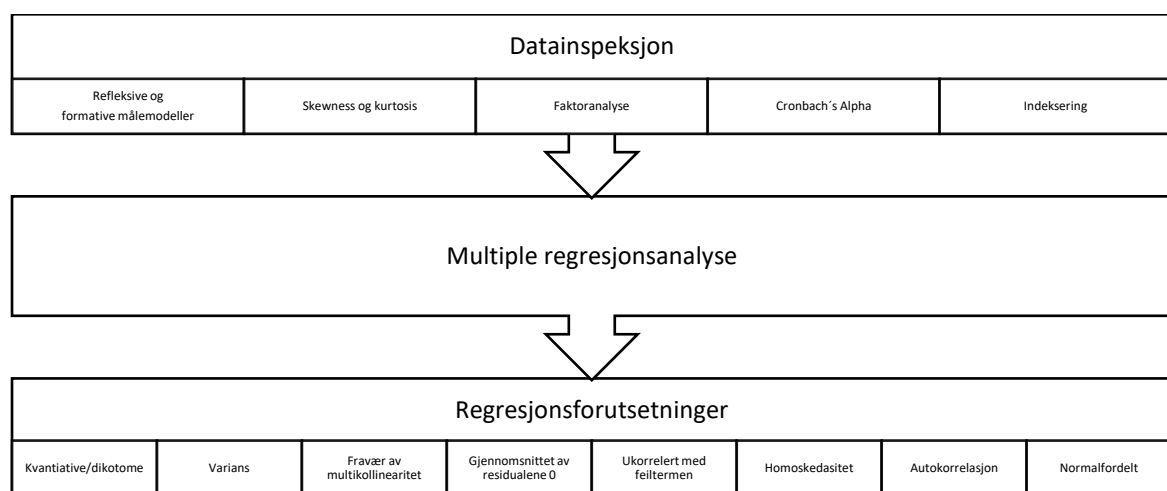 Datainspeksjon
Refleksive og
formative målemodeller
Skewness og kurtosis
Faktoranalyse
Cronbach´s Alpha
Indeksering
Multiple regresjonsanalyse
Regresjonsforutsetninger
Kvantiative/dikotome
Varians
Fravær av
multikollinearitet
Gjennomsnittet av
residualene 0
Ukorrelert med
feiltermen
Homoskedasitet
Autokorrelasjon
Normalfordelt